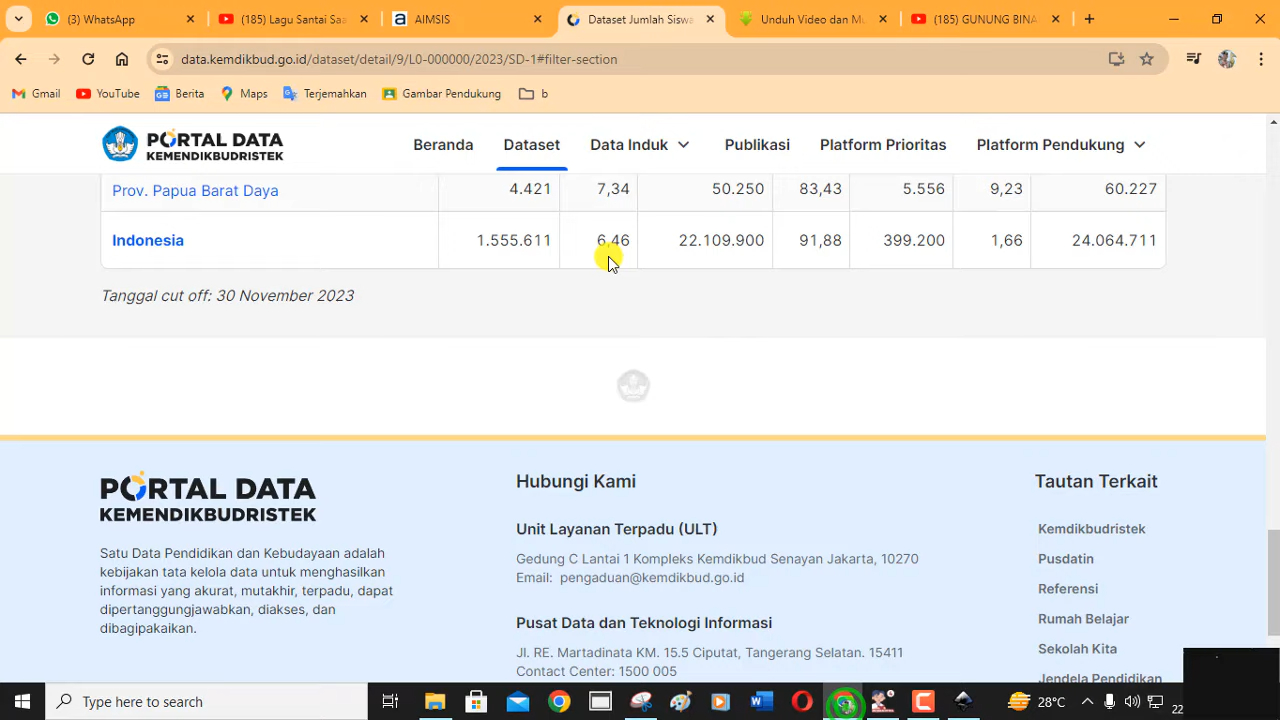 (3) WhatsApp
(185) Lagu Santai Saa
AIMSIS
Dataset Jumlah Siswa
Unduh Video dan Mu
(185) GUNUNG BINA
data.kemdikbud.go.id/dataset/detail/9/L0-000000/2023/SD-1#filter-section
Gmail YouTube Berita Maps Terjemahkan Gambar Pendukung b
PORTAL DATA
KEMENDIKBUDRISTEK
Beranda Dataset Data Induk Publikasi Platform Prioritas Platform Pendukung
Prov. Papua Barat Daya 4.421 7,34 50.250 83,43 5.556 9,23 60.227
Indonesia 1.555.611 6,46 22.109.900 91,88 399.200 1,66 24.064.711
Tanggal cut off: 30 November 2023
PORTAL DATA
KEMENDIKBUDRISTEK
Satu Data Pendidikan dan Kebudayaan adalah
kebijakan tata kelola data untuk menghasilkan
informasi yang akurat, mutakhir, terpadu, dapat
dipertanggungjawabkan, diakses, dan
dibagipakaikan.
Hubungi Kami
Unit Layanan Terpadu (ULT)
Gedung C Lantai 1 Kompleks Kemdikbud Senayan Jakarta, 10270
Email: pengaduan@kemdikbud.go.id
Pusat Data dan Teknologi Informasi
Jl. RE. Martadinata KM. 15.5 Ciputat, Tangerang Selatan. 15411
Contact Center: 1500 005
Tautan Terkait
Kemdikbudristek
Pusdatin
Referensi
Rumah Belajar
Sekolah Kita
Jendela Pendidikan
Type here to search
28°C
22